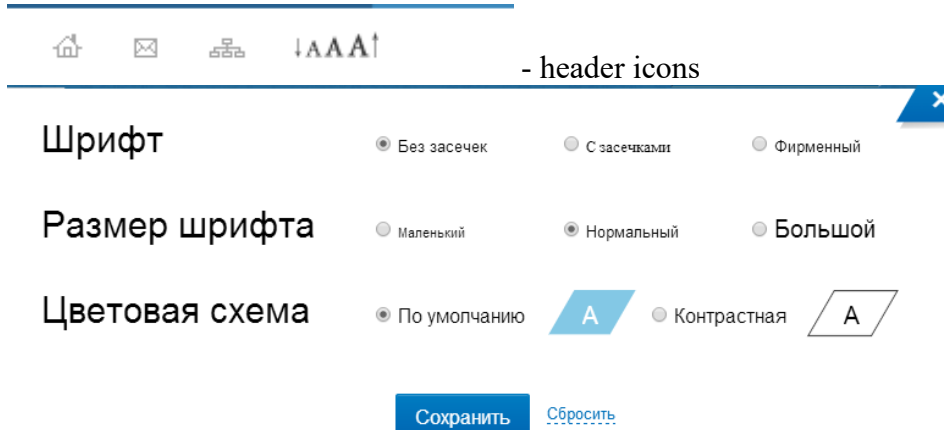 ↓AAA↑
- header icons
Шрифт Без засечек С засечками Фирменный
Размер шрифта Маленький Нормальный Большой
Цветовая схема По умолчанию A Контрастная A
Сохранить Сбросить